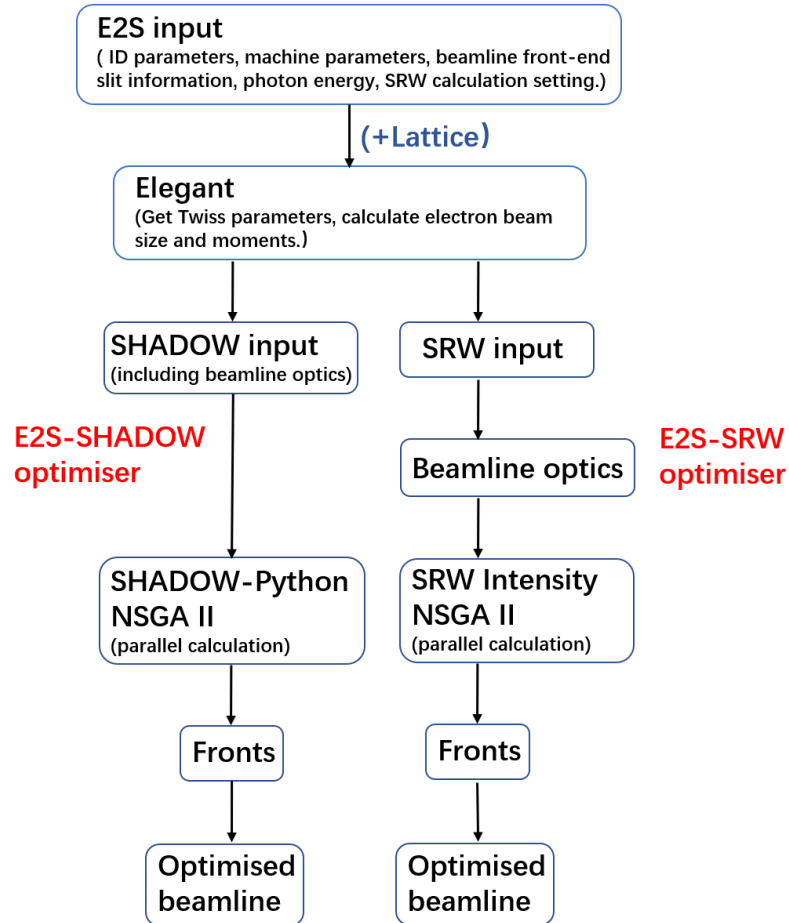 E2S input
( ID parameters, machine parameters, beamline front-end
slit information, photon energy, SRW calculation setting.)
(+Lattice)
Elegant
(Get Twiss parameters, calculate electron beam
size and moments.)
SHADOW input
(including beamline optics)
SRW input
E2S-SHADOW
optimiser
Beamline optics
E2S-SRW
optimiser
SHADOW-Python
NSGA II
(parallel calculation)
SRW Intensity
NSGA II
(parallel calculation)
Fronts
Fronts
Optimised
beamline
Optimised
beamline